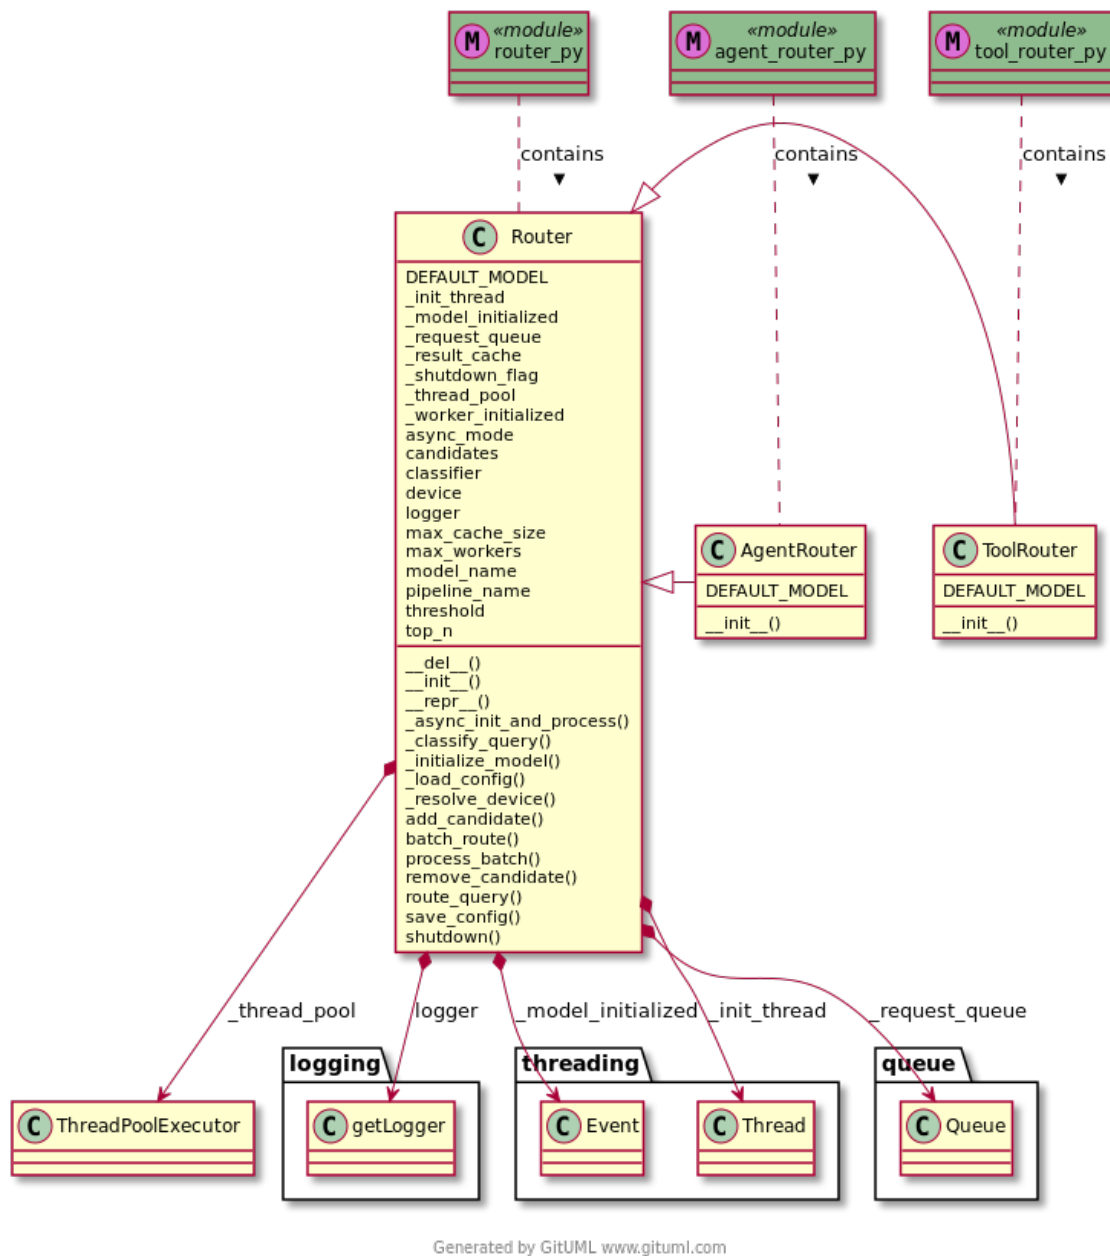 M «module»
router_py
M «module»
agent_router_py
M «module»
tool_router_py
contains
▼
contains
▼
contains
▼
C Router
DEFAULT_MODEL
_init_thread
_model_initialized
_request_queue
_result_cache
_shutdown_flag
_thread_pool
_worker_initialized
async_mode
candidates
classifier
device
logger
max_cache_size
max_workers
model_name
pipeline_name
threshold
top_n
__del__()
__init__()
__repr__()
_async_init_and_process()
_classify_query()
_initialize_model()
_load_config()
_resolve_device()
add_candidate()
batch_route()
process_batch()
remove_candidate()
route_query()
save_config()
shutdown()
C AgentRouter
DEFAULT_MODEL
__init__()
C ToolRouter
DEFAULT_MODEL
__init__()
_thread_pool
logger
_model_initialized
_init_thread
_request_queue
logging
threading
queue
C ThreadPoolExecutor
C getLogger
C Event
C Thread
C Queue
Generated by GitUML www.gituml.com